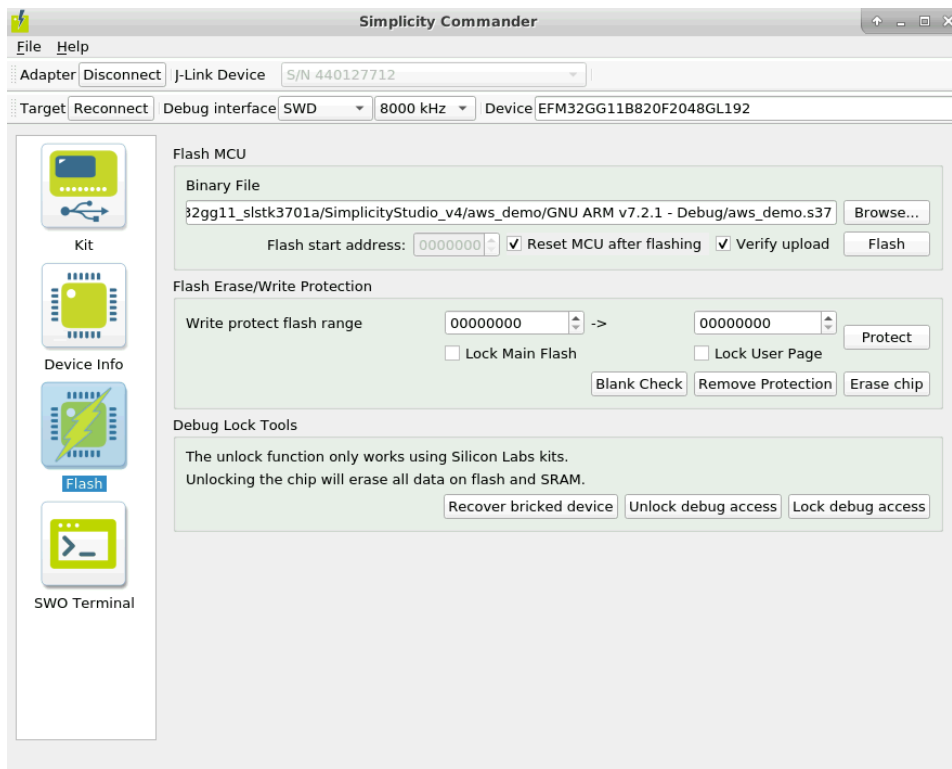 Simplicity Commander
File Help
Adapter Disconnect J-Link Device S/N 440127712
Target Reconnect Debug interface SWD 8000 kHz Device EFM32GG11B820F2048GL192
Flash MCU
Binary File
32gg11_slstk3701a/SimplicityStudio_v4/aws_demo/GNU ARM v7.2.1 - Debug/aws_demo.s37 Browse...
Flash start address: 0000000 Reset MCU after flashing Verify upload Flash
Kit
Flash Erase/Write Protection
Write protect flash range 00000000 -> 00000000 Protect
Lock Main Flash Lock User Page
Device Info
Blank Check Remove Protection Erase chip
Debug Lock Tools
The unlock function only works using Silicon Labs kits.
Unlocking the chip will erase all data on flash and SRAM.
Flash
Recover bricked device Unlock debug access Lock debug access
SWO Terminal